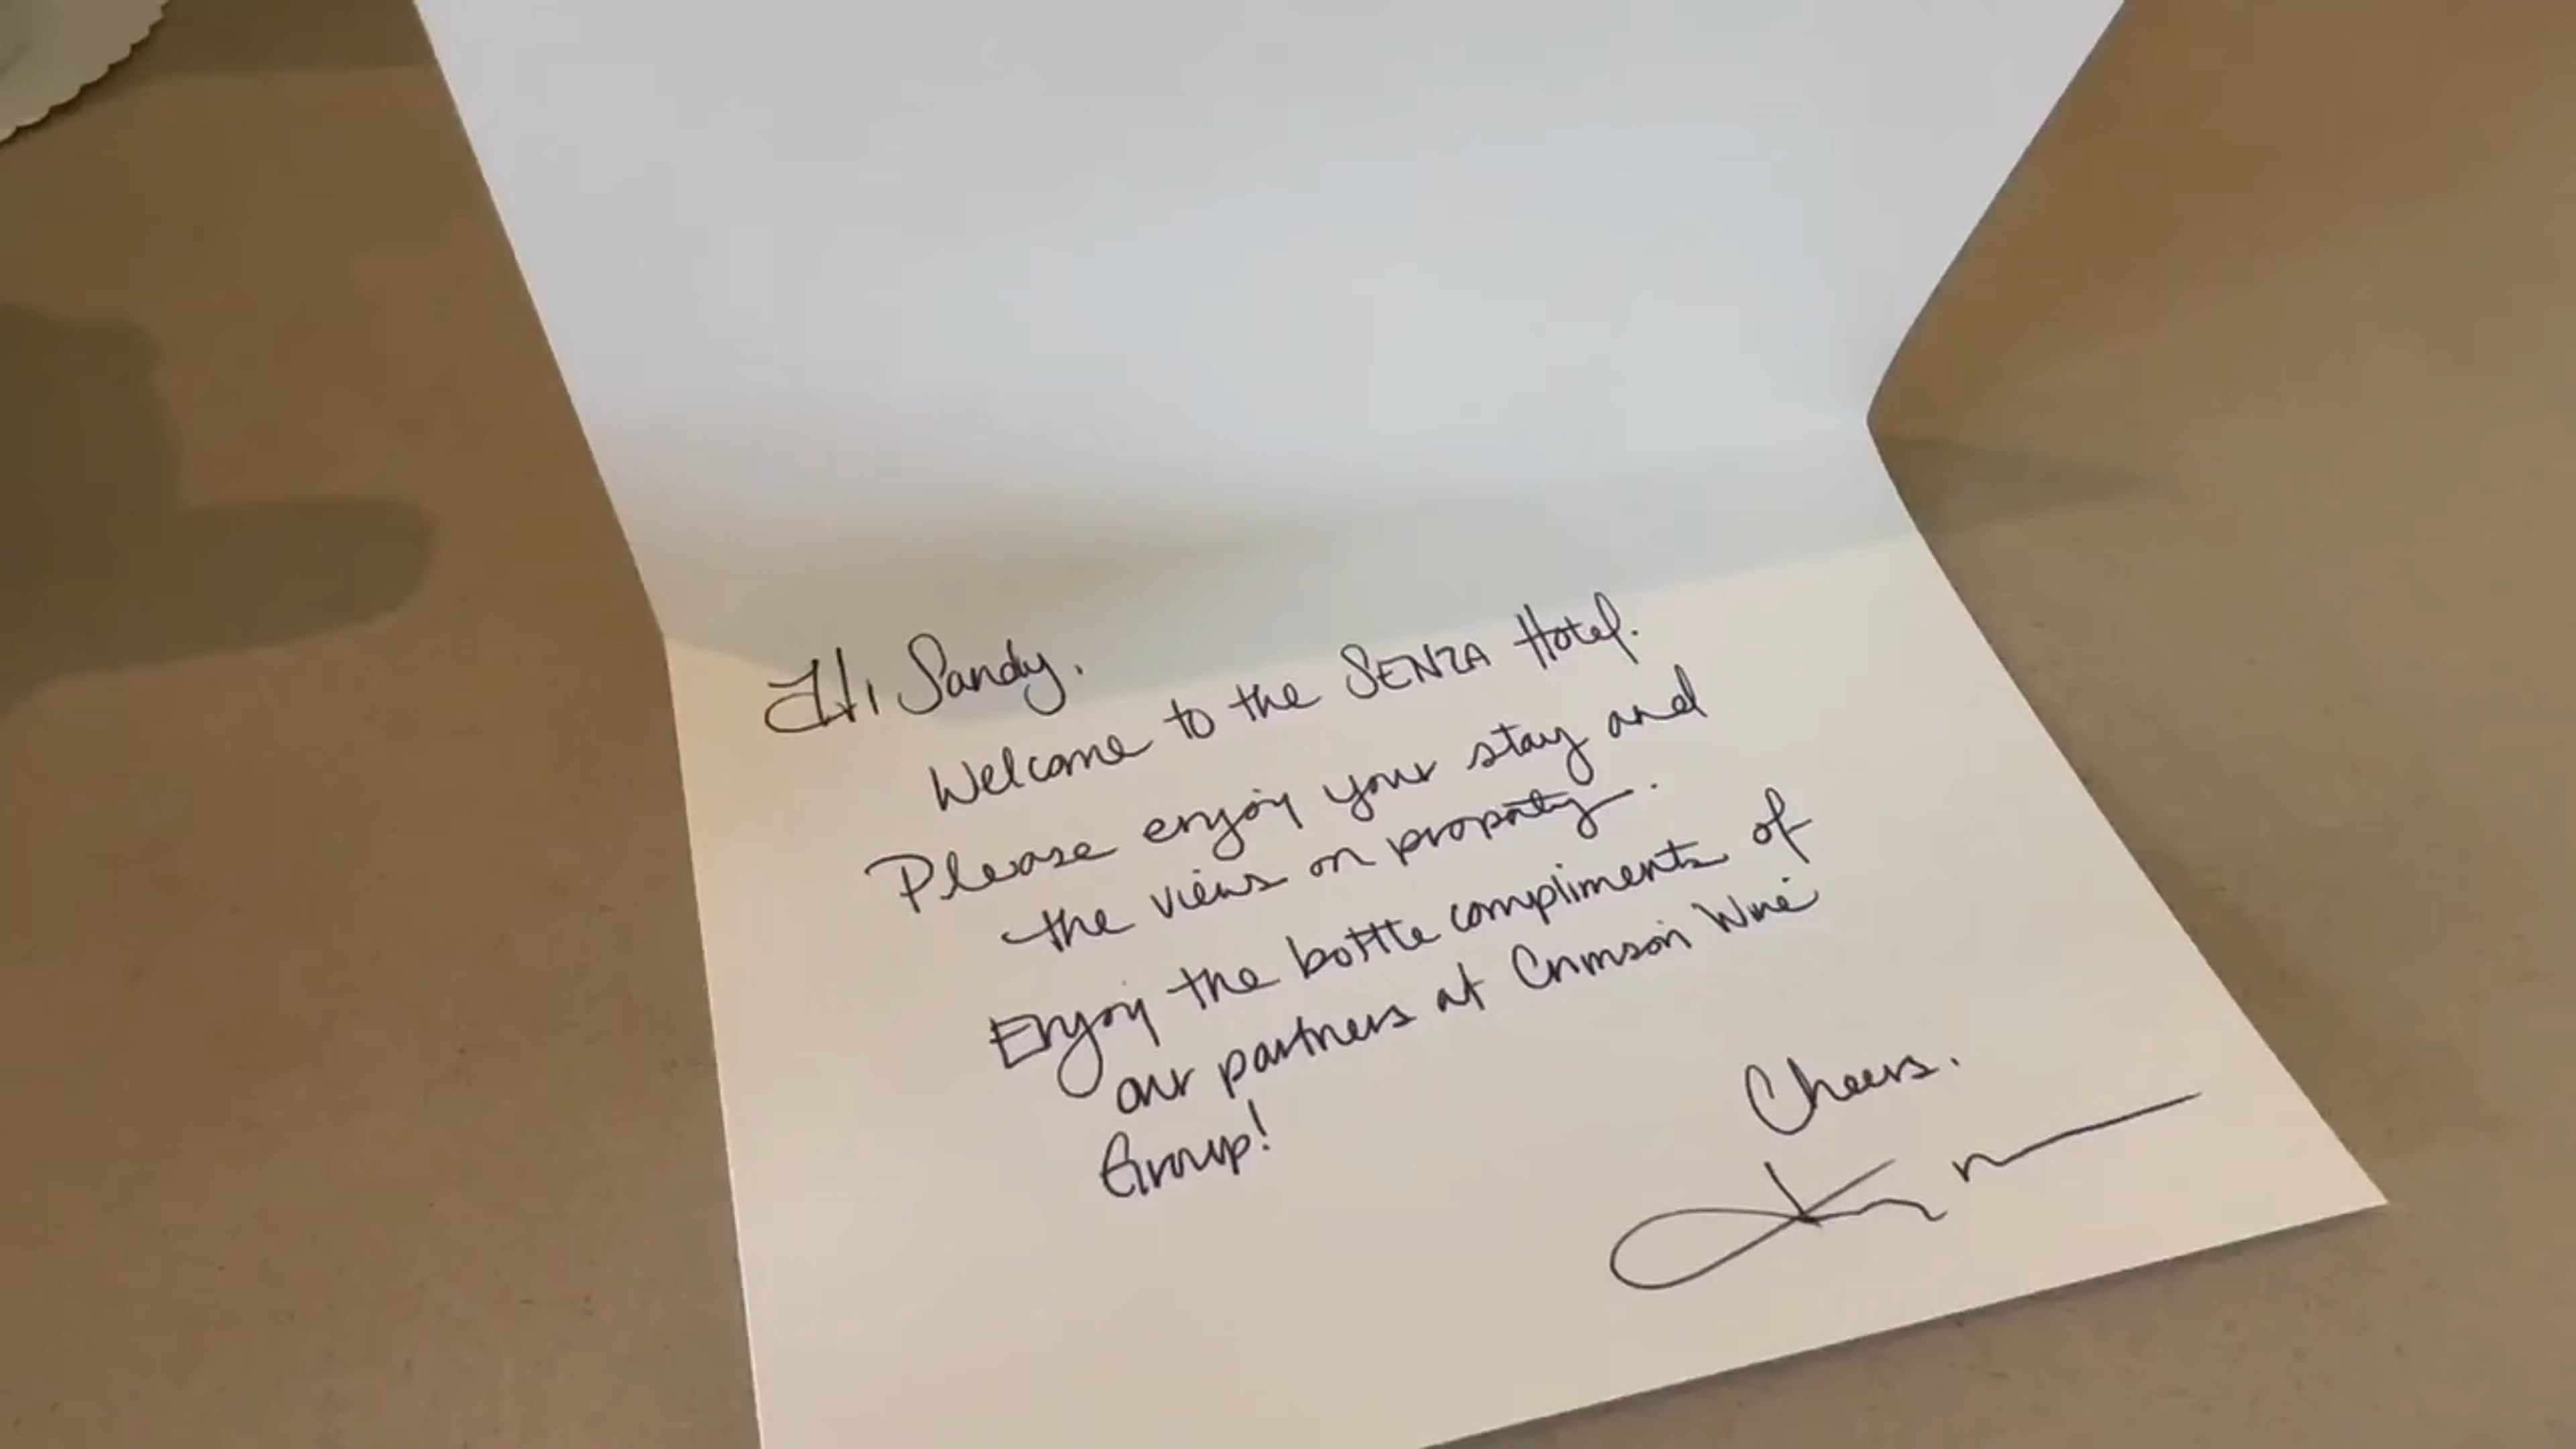 Hi Sandy,
Welcome to the SENZA Hotel.
Please enjoy your stay and
the views on property.
Enjoy the bottle compliments of
our partners at Crimson Wine
Group!
Cheers.